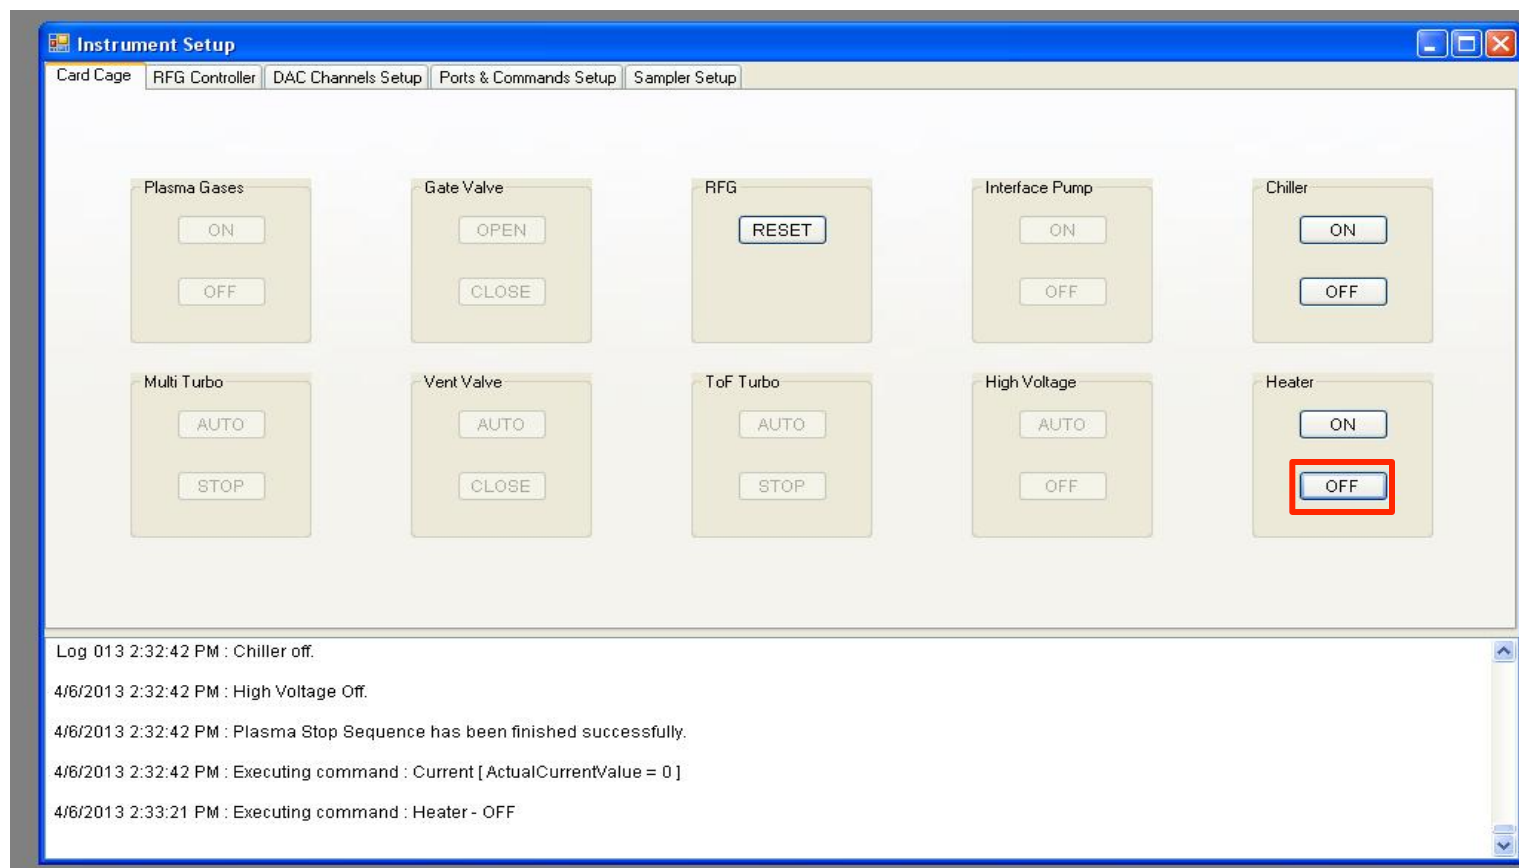 Instrument Setup
Card Cage RFG Controller DAC Channels Setup Ports & Commands Setup Sampler Setup
Plasma Gases Gate Valve RFG Interface Pump Chiller
ON OPEN RESET ON ON
OFF CLOSE OFF OFF
Multi Turbo Vent Valve ToF Turbo High Voltage Heater
AUTO AUTO AUTO AUTO ON
STOP CLOSE STOP OFF OFF
Log 013 2:32:42 PM : Chiller off.
4/6/2013 2:32:42 PM : High Voltage Off.
4/6/2013 2:32:42 PM : Plasma Stop Sequence has been finished successfully.
4/6/2013 2:32:42 PM : Executing command : Current [ ActualCurrentValue = 0 ]
4/6/2013 2:33:21 PM : Executing command : Heater - OFF